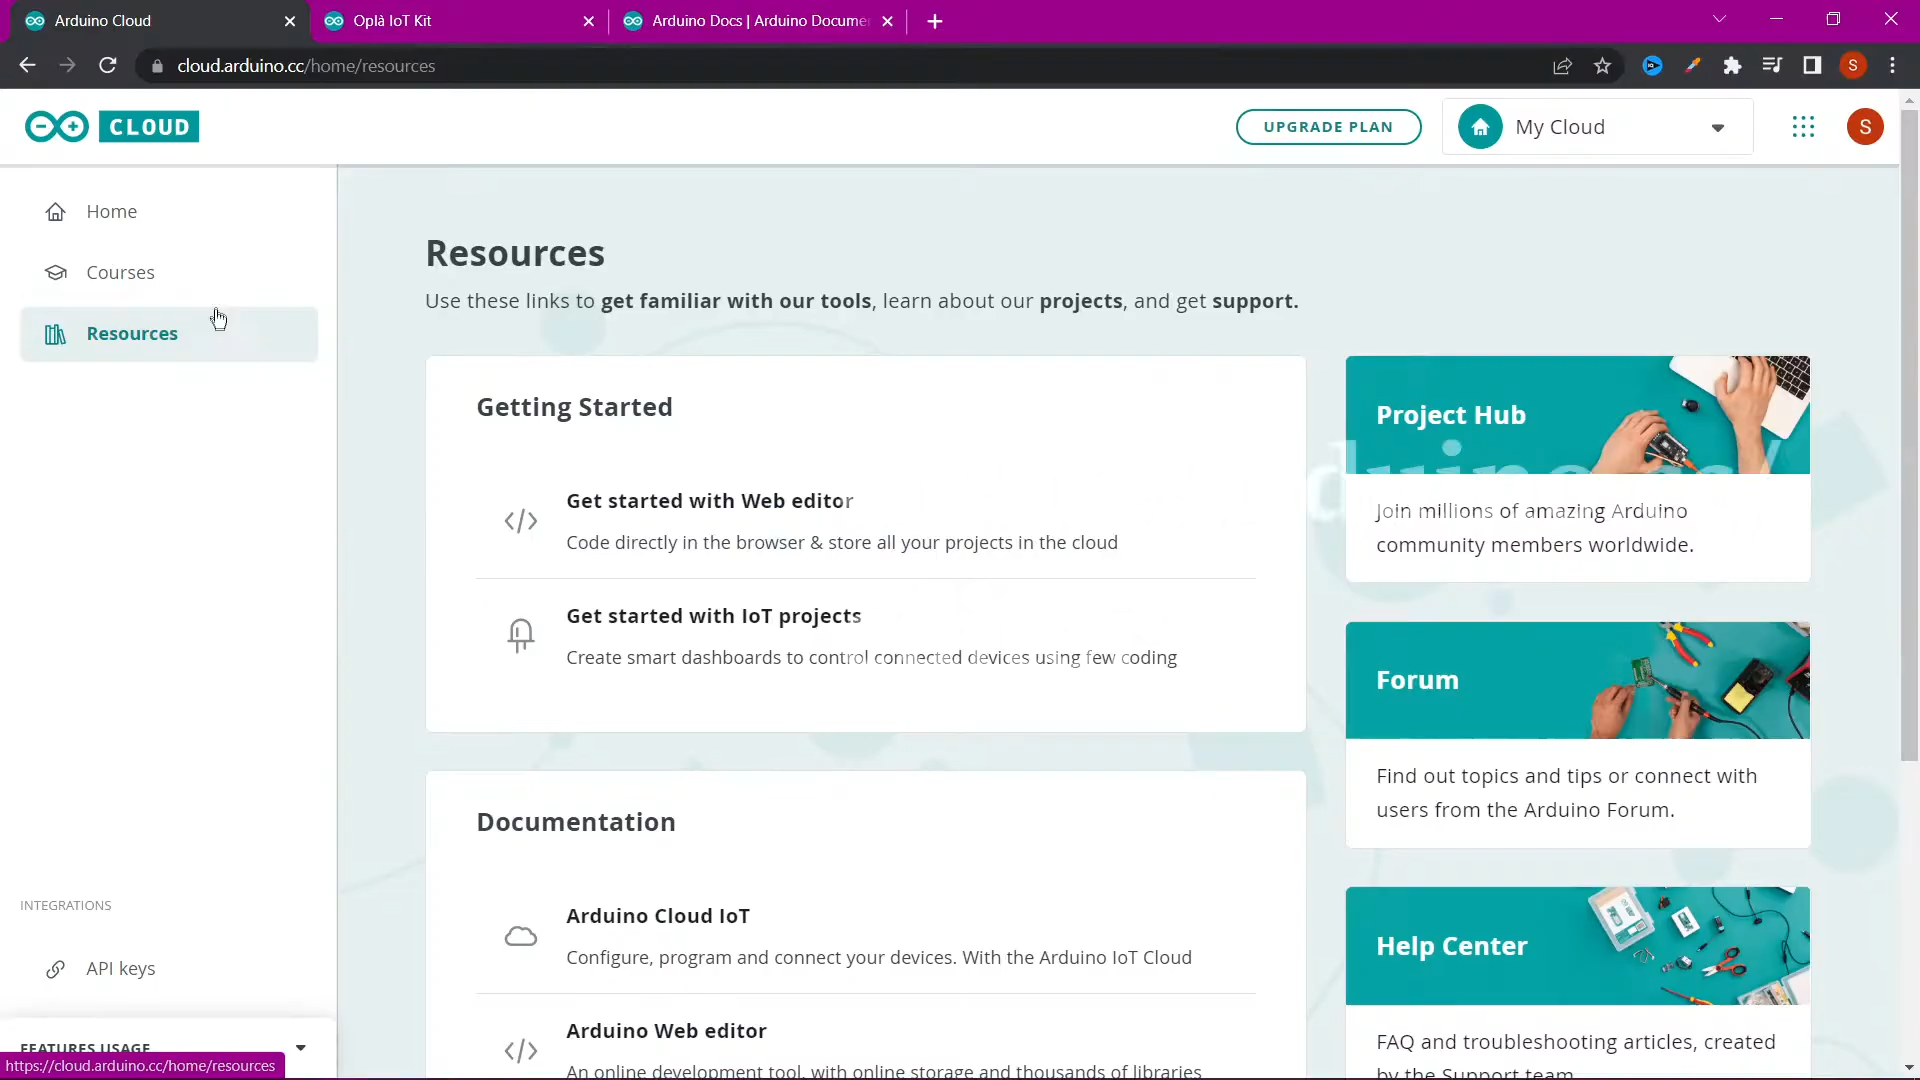 Arduino Cloud
Oplà IoT Kit
Arduino Docs | Arduino Docume
cloud.arduino.cc/home/resources
S
CLOUD
UPGRADE PLAN
My Cloud
S
Home
Courses
Resources
Resources
Use these links to get familiar with our tools, learn about our projects, and get support.
Getting Started
Get started with Web editor
Code directly in the browser & store all your projects in the cloud
Get started with IoT projects
Create smart dashboards to control connected devices using few coding
Documentation
Arduino Cloud IoT
Configure, program and connect your devices. With the Arduino IoT Cloud
Arduino Web editor
An online development tool, with online storage and thousands of libraries
Project Hub
Join millions of amazing Arduino
community members worldwide.
Forum
Find out topics and tips or connect with
users from the Arduino Forum.
Help Center
FAQ and troubleshooting articles, created
by the Support team
INTEGRATIONS
API keys
FEATURES USAGE
https://cloud.arduino.cc/home/resources